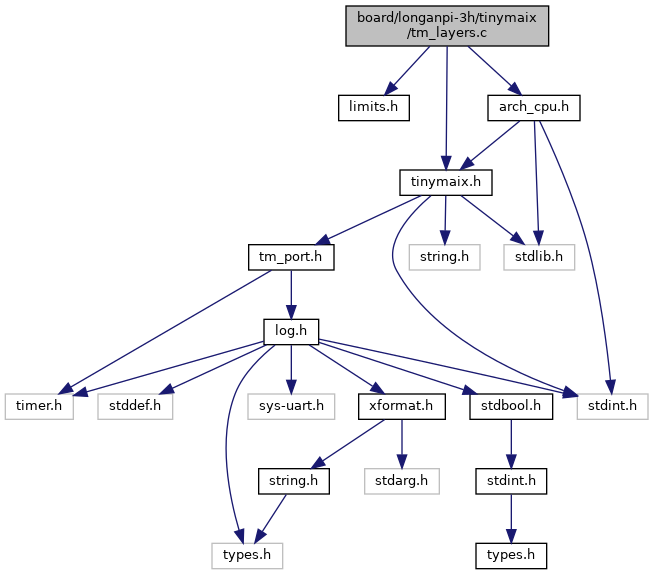 board/longanpi-3h/tinymaix
/tm_layers.c
limits.h
arch_cpu.h
tinymaix.h
tm_port.h
string.h
stdlib.h
log.h
timer.h
stddef.h
sys-uart.h
xformat.h
stdbool.h
stdint.h
string.h
stdarg.h
stdint.h
types.h
types.h